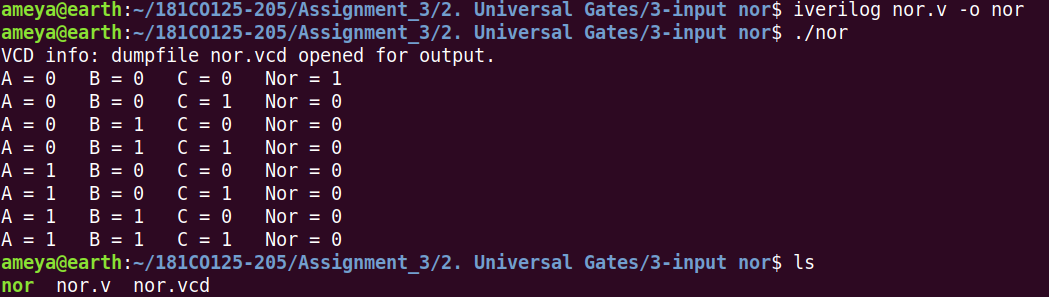 ameya@earth:~/181CO125-205/Assignment_3/2. Universal Gates/3-input nor$ iverilog nor.v -o nor
ameya@earth:~/181CO125-205/Assignment_3/2. Universal Gates/3-input nor$ ./nor
VCD info: dumpfile nor.vcd opened for output.
A = 0   B = 0   C = 0   Nor = 1
A = 0   B = 0   C = 1   Nor = 0
A = 0   B = 1   C = 0   Nor = 0
A = 0   B = 1   C = 1   Nor = 0
A = 1   B = 0   C = 0   Nor = 0
A = 1   B = 0   C = 1   Nor = 0
A = 1   B = 1   C = 0   Nor = 0
A = 1   B = 1   C = 1   Nor = 0
ameya@earth:~/181CO125-205/Assignment_3/2. Universal Gates/3-input nor$ ls
nor  nor.v  nor.vcd